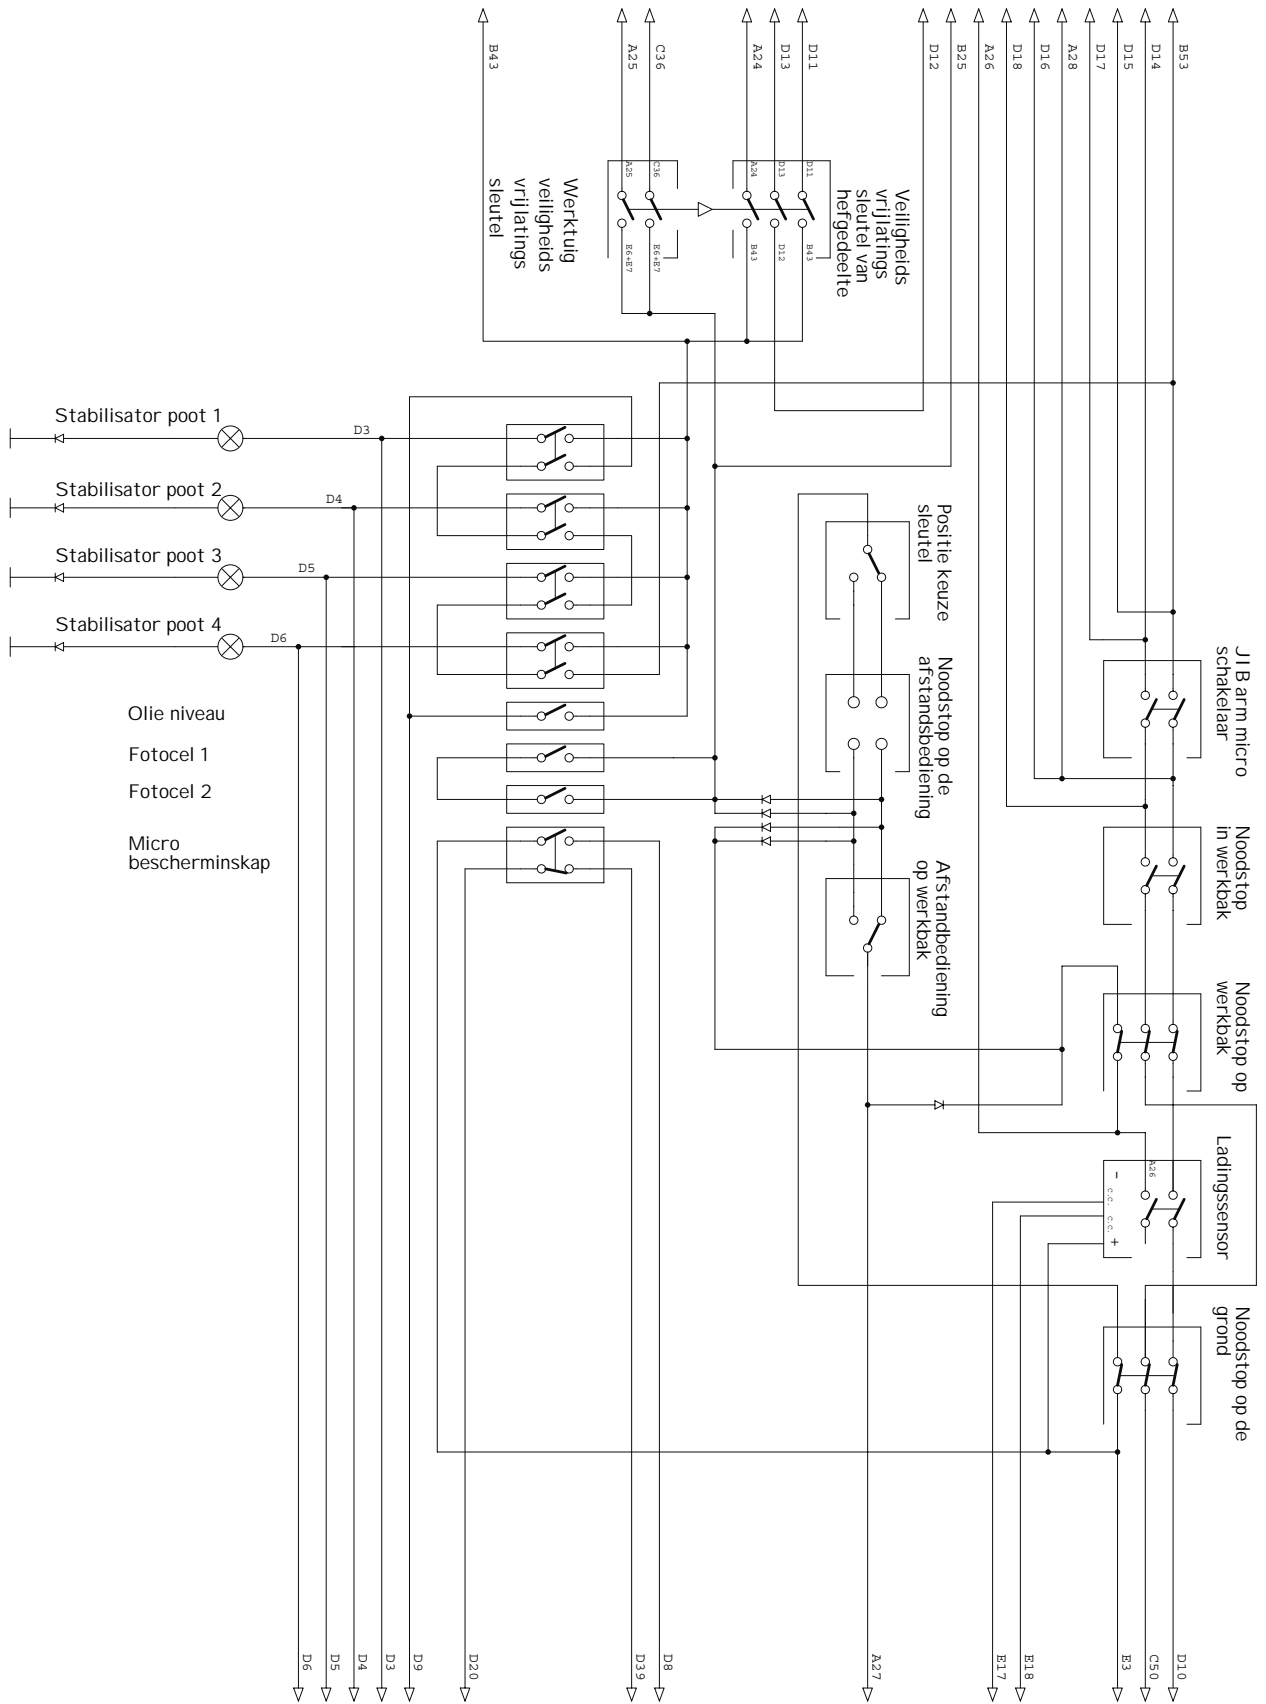 B43
A25
C36
A24
D13
D11
D12
B25
A26
D18
D16
A28
D17
D15
D14
B53
A25
C36
A24
D13
D11
E6+E7
E6+E7
B43
D12
B43
Werktuig
veiligheids
vrijlatings
sleutel
Veiligheids
vrijlatings
sleutel van
hefgedeelte
Stabilisator poot 1
D3
Stabilisator poot 2
D4
Stabilisator poot 3
D5
Stabilisator poot 4
D6
Olie niveau
Fotocel 1
Fotocel 2
Micro
bescherminskap
Positie keuze
sleutel
Noodstop op de
afstandsbediening
Afstandbediening
op werkbak
JIB arm micro
schakelaar
Noodstop
in werkbak
Noodstop op
werkbak
Ladingssensor
A26
-
c.c.
c.c.
+
Noodstop op de
grond
D6
D5
D4
D3
D9
D20
D39
D8
A27
E17
E18
E3
C50
D10